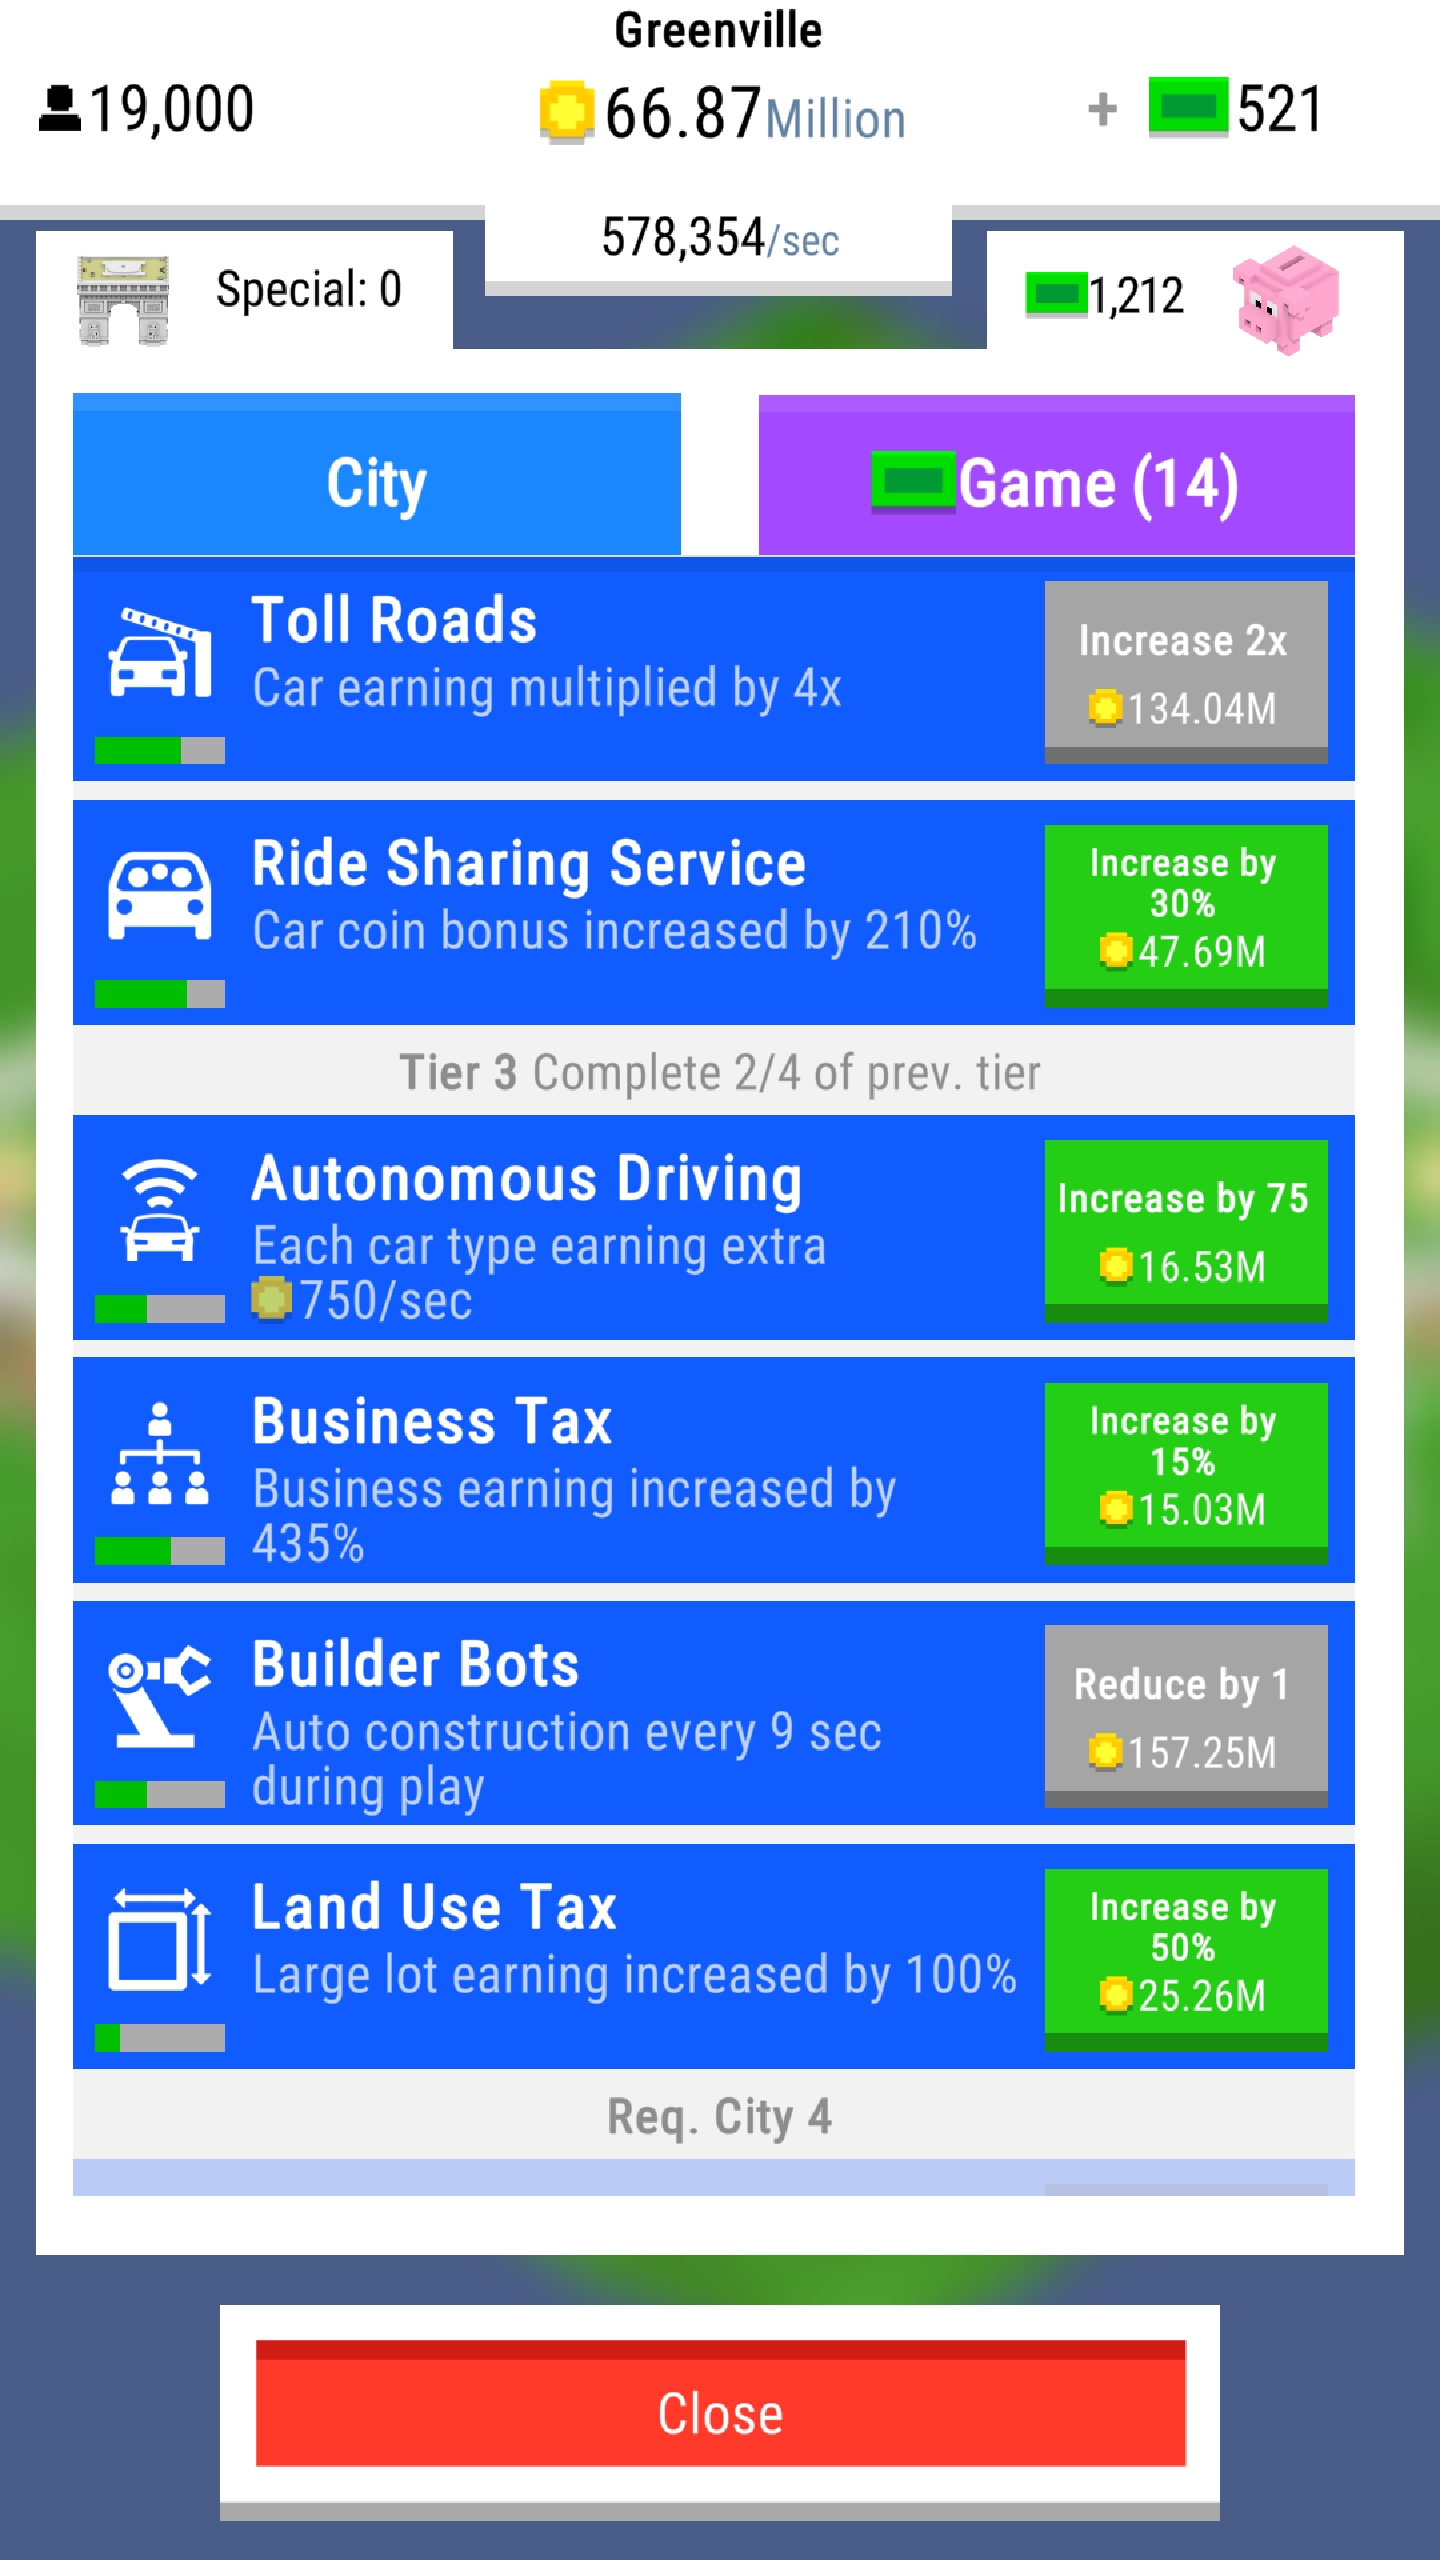 Greenville
19,000
66.87 Million
+ 521
578,354/sec
Special: 0
1,212
City
Game (14)
Toll Roads
Car earning multiplied by 4x
Increase 2x
134.04M
Ride Sharing Service
Car coin bonus increased by 210%
Increase by
30%
47.69M
Tier 3 Complete 2/4 of prev. tier
Autonomous Driving
Each car type earning extra
750/sec
Increase by 75
16.53M
Business Tax
Business earning increased by
435%
Increase by
15%
15.03M
Builder Bots
Auto construction every 9 sec
during play
Reduce by 1
157.25M
Land Use Tax
Large lot earning increased by 100%
Increase by
50%
25.26M
Req. City 4
Close